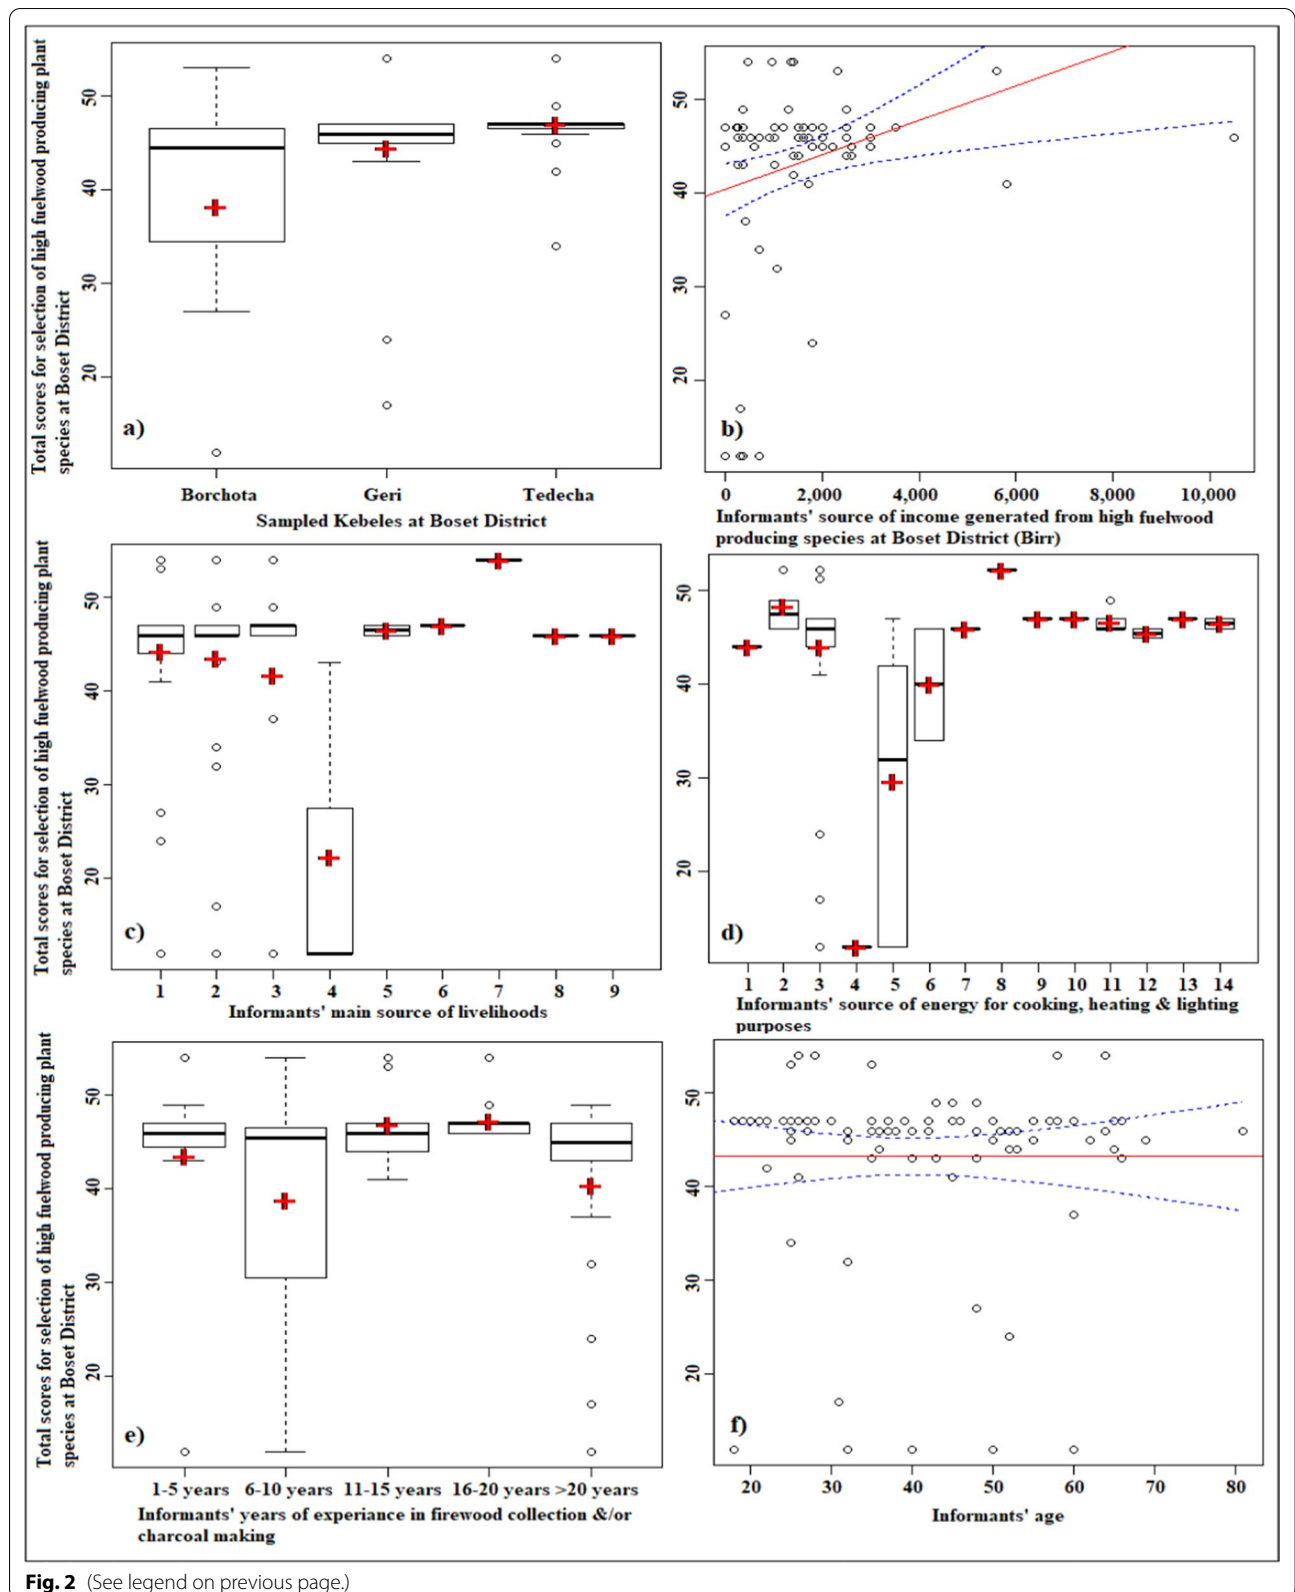 Total scores for selection of high fuelwood producing plant
species at Boset District
50
40
30
20
a)
Borchota Geri Tedecha
Sampled Kebeles at Boset District
50
40
30
20
b)
0 2,000 4,000 6,000 8,000 10,000
Informants' source of income generated from high fuelwood
producing species at Boset District (Birr)
Total scores for selection of high fuelwood producing plant
species at Boset District
50
40
30
20
c)
1 2 3 4 5 6 7 8 9
Informants' main source of livelihoods
50
40
30
20
d)
1 2 3 4 5 6 7 8 9 10 11 12 13 14
Informants' source of energy for cooking, heating & lighting
purposes
Total scores for selection of high fuelwood producing plant
species at Boset District
50
40
30
20
e)
1-5 years 6-10 years 11-15 years 16-20 years >20 years
Informants' years of experiance in firewood collection &/or
charcoal making
50
40
30
20
f)
20 30 40 50 60 70 80
Informants' age
Fig. 2 (See legend on previous page.)